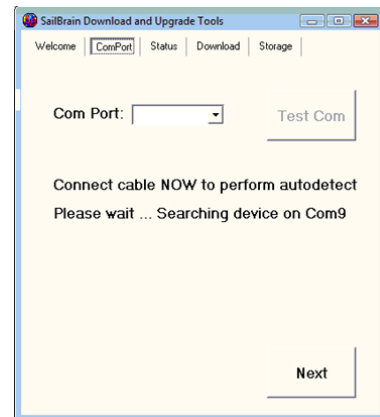 SailBrain Download and Upgrade Tools
Welcome ComPort Status Download Storage
Com Port: Test Com
Connect cable NOW to perform autodetect
Please wait ... Searching device on Com9
Next